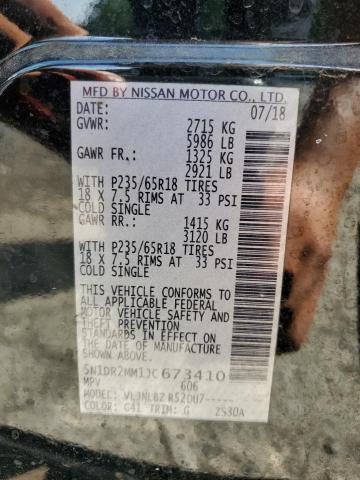 MFD BY NISSAN MOTOR CO., LTD.
DATE: 07/18
GVWR: 2715 KG
5986 LB
GAWR FR.: 1325 KG
2921 LB
WITH P235/65R18 TIRES
18 X 7.5 RIMS AT 33 PSI
COLD SINGLE
GAWR RR.: 1415 KG
3120 LB
WITH P235/65R18 TIRES
18 X 7.5 RIMS AT 33 PSI
COLD SINGLE
THIS VEHICLE CONFORMS TO
ALL APPLICABLE FEDERAL
MOTOR VEHICLE SAFETY AND
THEFT PREVENTION
STANDARDS IN EFFECT ON
THE DATE OF MANUFACTURE
SHOWN ABOVE.
5N1DR2MM1JC673410
MPV 606
MODEL: VLJNLBZ R52DU7-----
COLOR: G41 TRIM: G 2530A